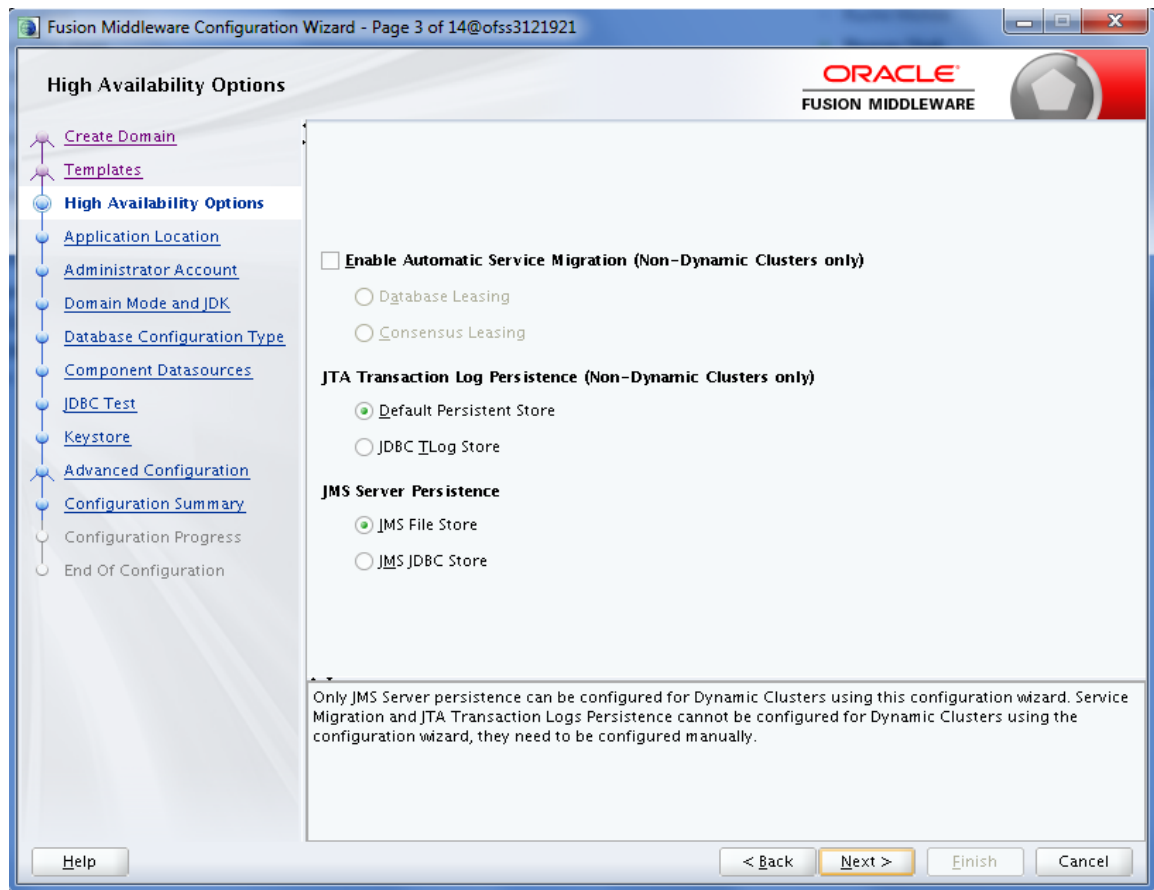 Fusion Middleware Configuration Wizard - Page 3 of 14@ofss3121921
High Availability Options
ORACLE
FUSION MIDDLEWARE
Create Domain
Templates
High Availability Options
Application Location
Administrator Account
Domain Mode and JDK
Database Configuration Type
Component Datasources
JDBC Test
Keystore
Advanced Configuration
Configuration Summary
Configuration Progress
End Of Configuration
Enable Automatic Service Migration (Non-Dynamic Clusters only)
Database Leasing
Consensus Leasing
JTA Transaction Log Persistence (Non-Dynamic Clusters only)
Default Persistent Store
JDBC TLog Store
JMS Server Persistence
JMS File Store
JMS JDBC Store
Only JMS Server persistence can be configured for Dynamic Clusters using this configuration wizard. Service
Migration and JTA Transaction Logs Persistence cannot be configured for Dynamic Clusters using the
configuration wizard, they need to be configured manually.
Help
< Back
Next >
Finish
Cancel